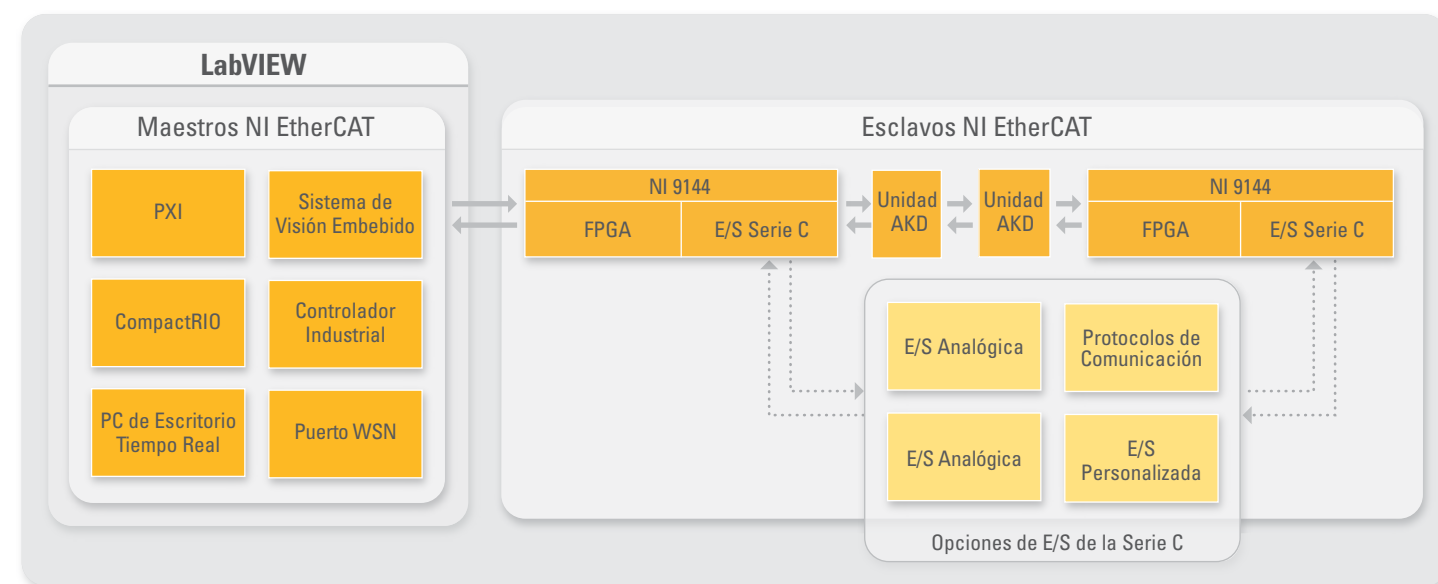 LabVIEW
Maestros NI EtherCAT
PXI
Sistema de
Visión Embebido
CompactRIO
Controlador
Industrial
PC de Escritorio
Tiempo Real
Puerto WSN
Esclavos NI EtherCAT
NI 9144
FPGA
E/S Serie C
Unidad
AKD
Unidad
AKD
NI 9144
FPGA
E/S Serie C
E/S Analógica
Protocolos de
Comunicación
E/S Analógica
E/S
Personalizada
Opciones de E/S de la Serie C